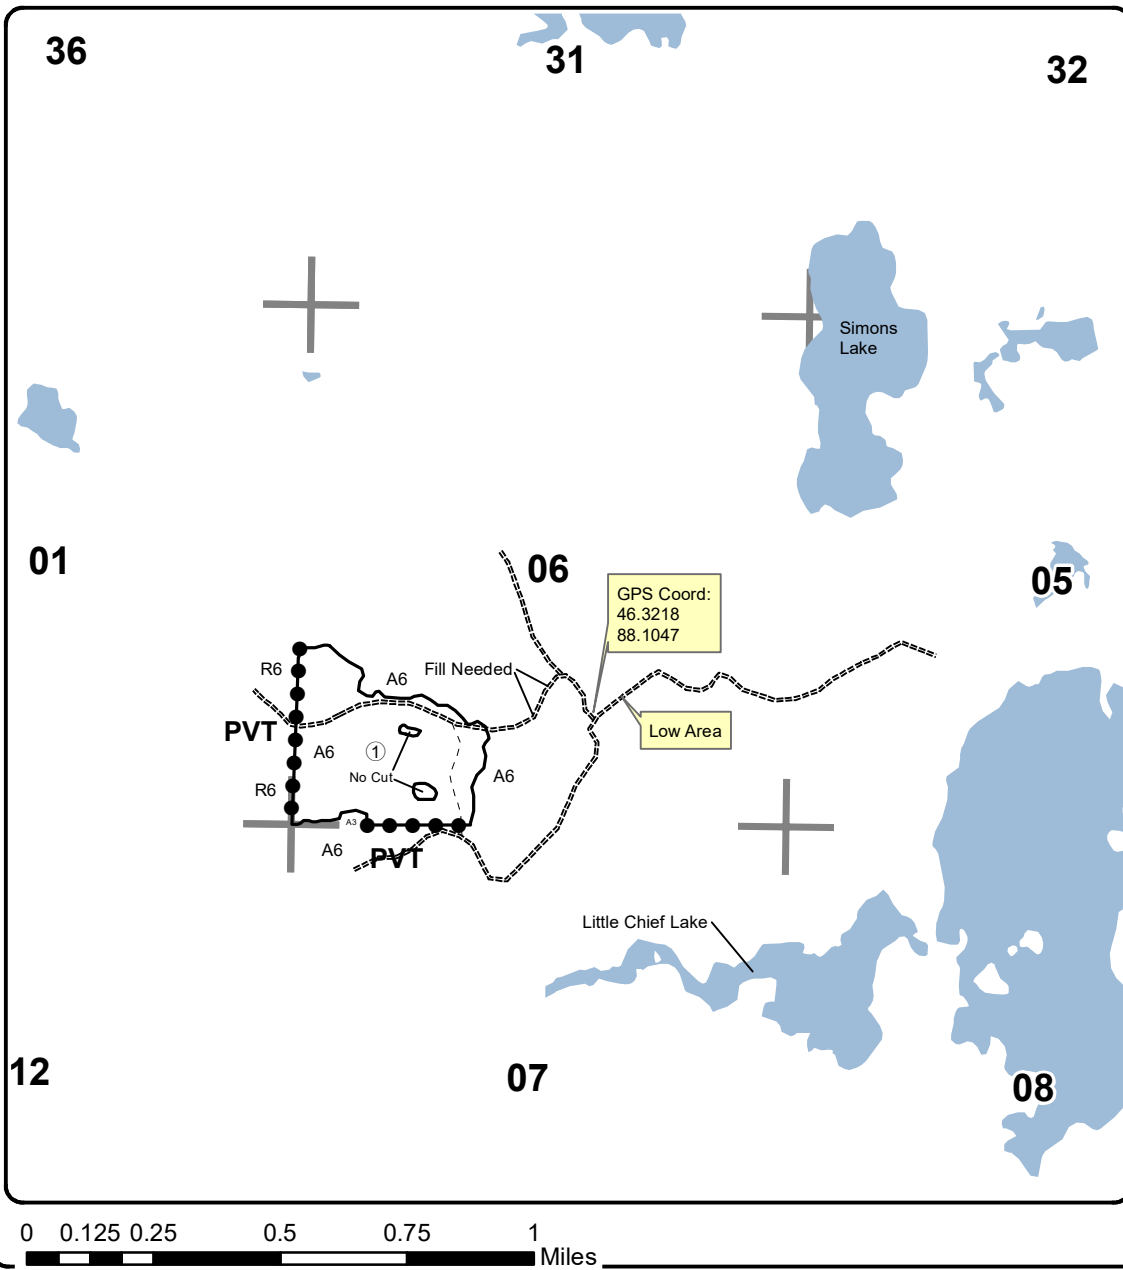 36
31
32
Simons
Lake
01
06
05
GPS Coord:
46.3218
88.1047
R6
A6
Fill Needed
PVT
A6
1
Low Area
No Cut
A6
R6
A3
A6
PVT
Little Chief Lake
12
07
08
0 0.125 0.25 0.5 0.75 1
Miles